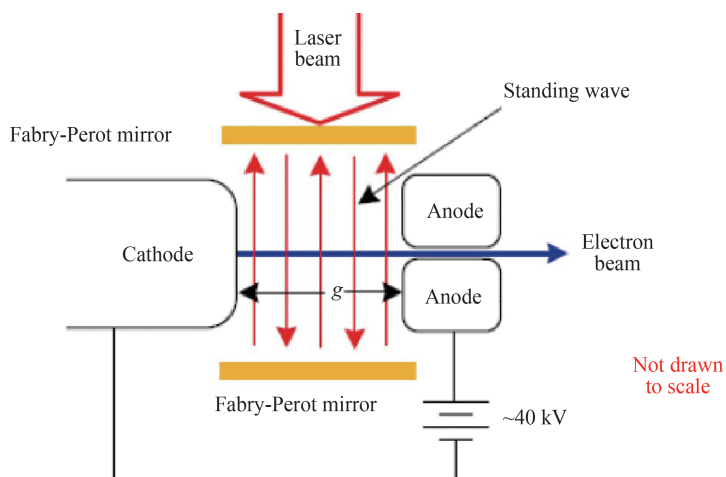 Laser
beam
Standing wave
Fabry-Perot mirror
Anode
Cathode
Electron
beam
g
Anode
Not drawn
to scale
Fabry-Perot mirror
~40 kV